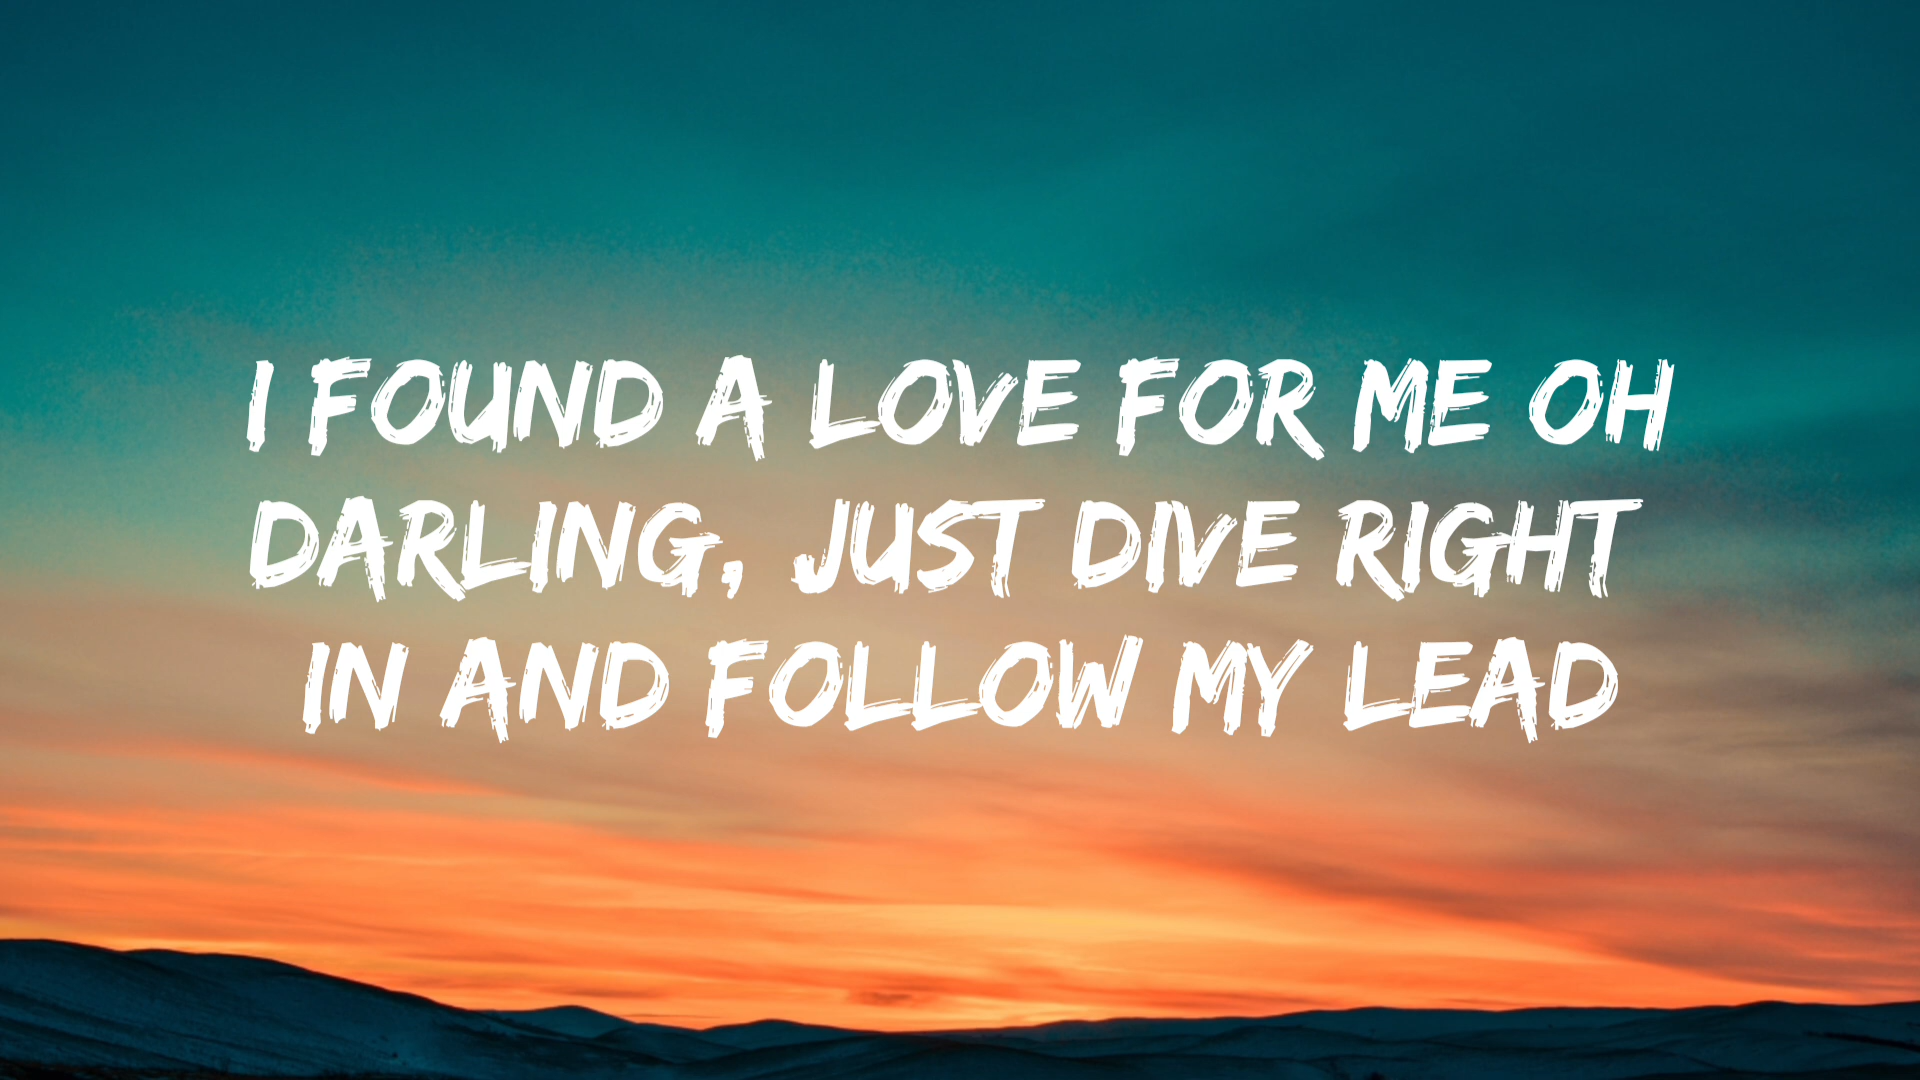 I FOUND A LOVE FOR ME OH
DARLING, JUST DIVE RIGHT
IN AND FOLLOW MY LEAD